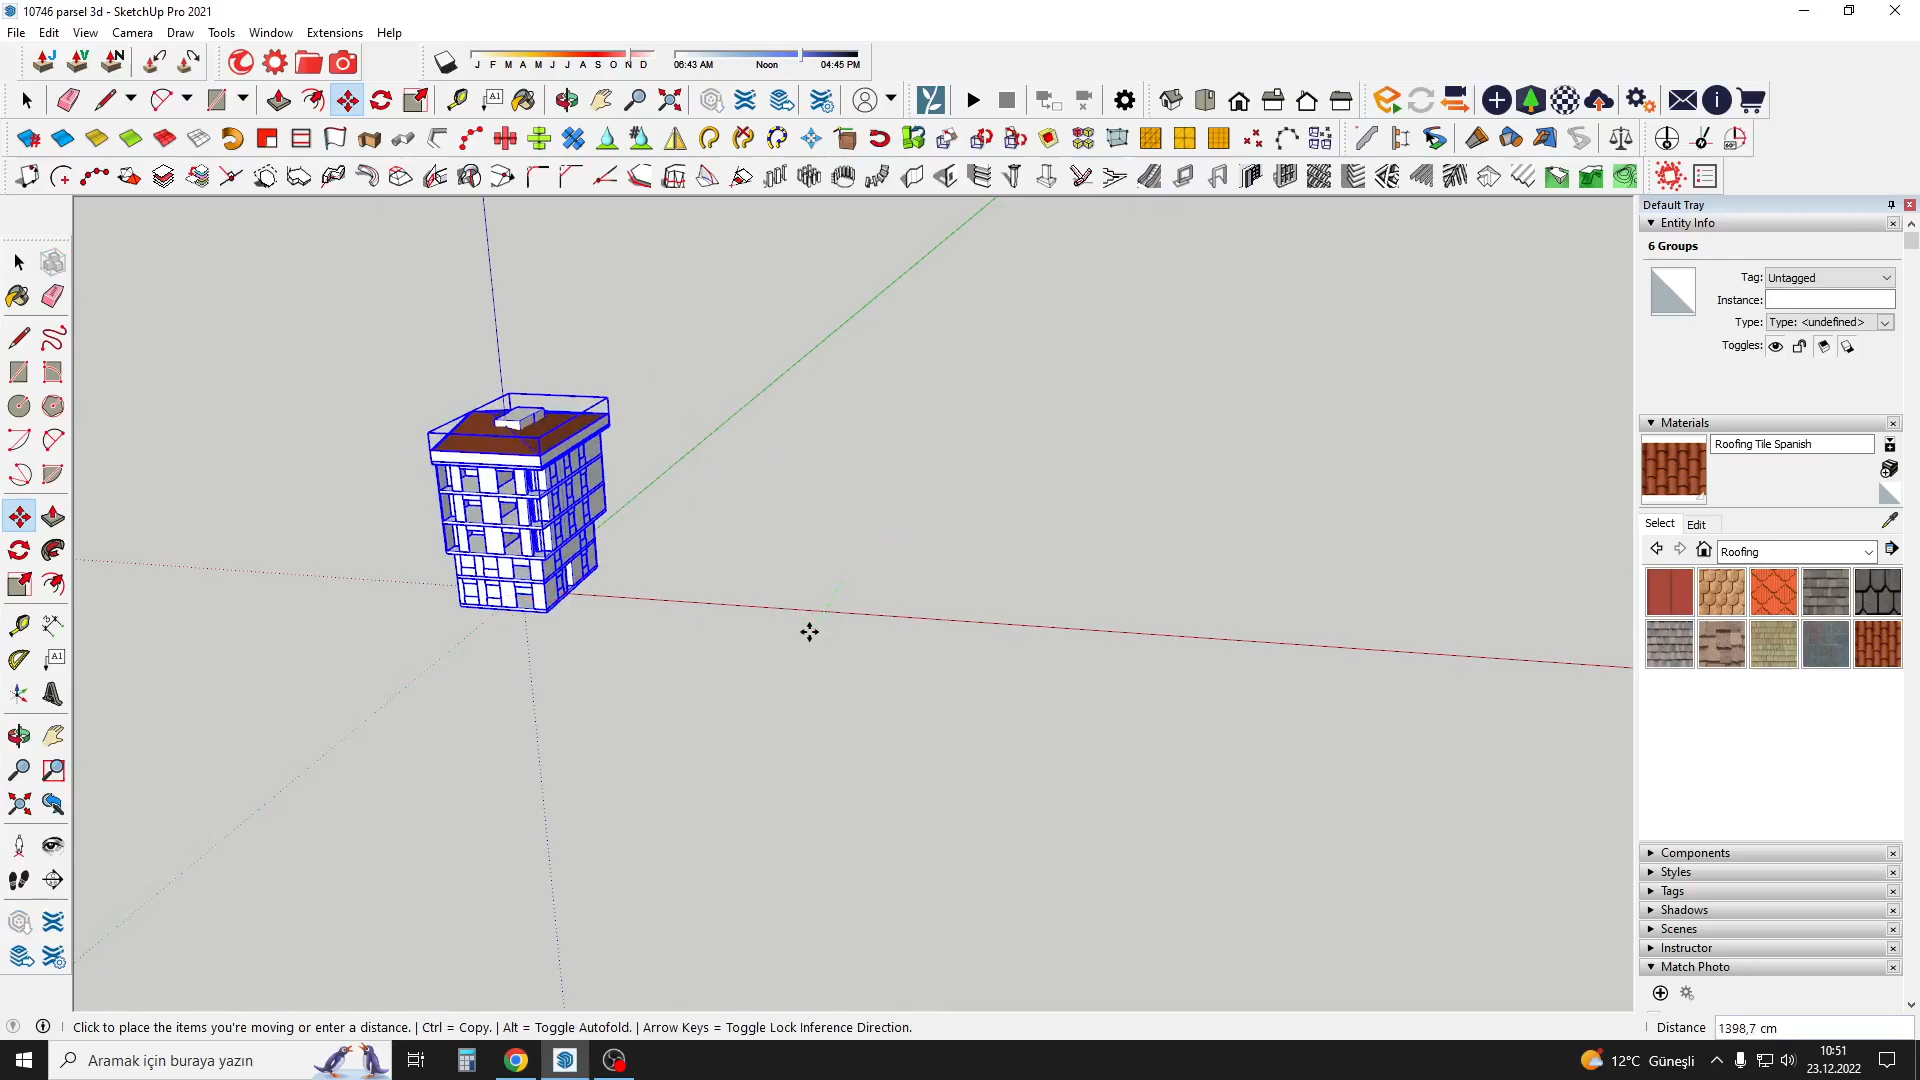 10746 parsel 3d - SketchUp Pro 2021
File Edit View Camera Draw Tools Window Extensions Help
J V N
J F M A M J J A S O N D 06:43 AM Noon 04:45 PM
A1
Default Tray
Entity Info
6 Groups
Tag: Untagged
Instance:
Type: Type: <undefined>
Toggles:
Materials
Roofing Tile Spanish
Select Edit
Roofing
A1
Components
Styles
Tags
Shadows
Scenes
Instructor
Match Photo
Click to place the items you're moving or enter a distance. | Ctrl = Copy. | Alt = Toggle Autofold. | Arrow Keys = Toggle Lock Inference Direction.
Distance 1398,7 cm
Aramak için buraya yazın
12°C Güneşli
10:51
23.12.2022